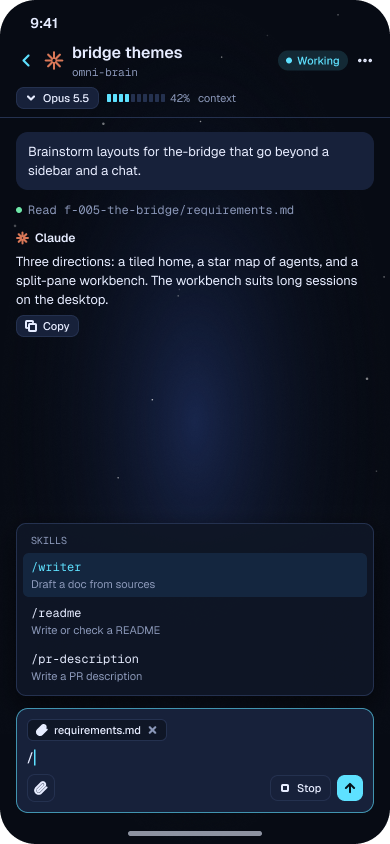 9:41
bridge themes
omni-brain
Working
Opus 5.5
42% context
Brainstorm layouts for the-bridge that go beyond a
sidebar and a chat.
Read f-005-the-bridge/requirements.md
Claude
Three directions: a tiled home, a star map of agents, and a
split-pane workbench. The workbench suits long sessions
on the desktop.
Copy
SKILLS
/writer
Draft a doc from sources
/readme
Write or check a README
/pr-description
Write a PR description
requirements.md
/
Stop